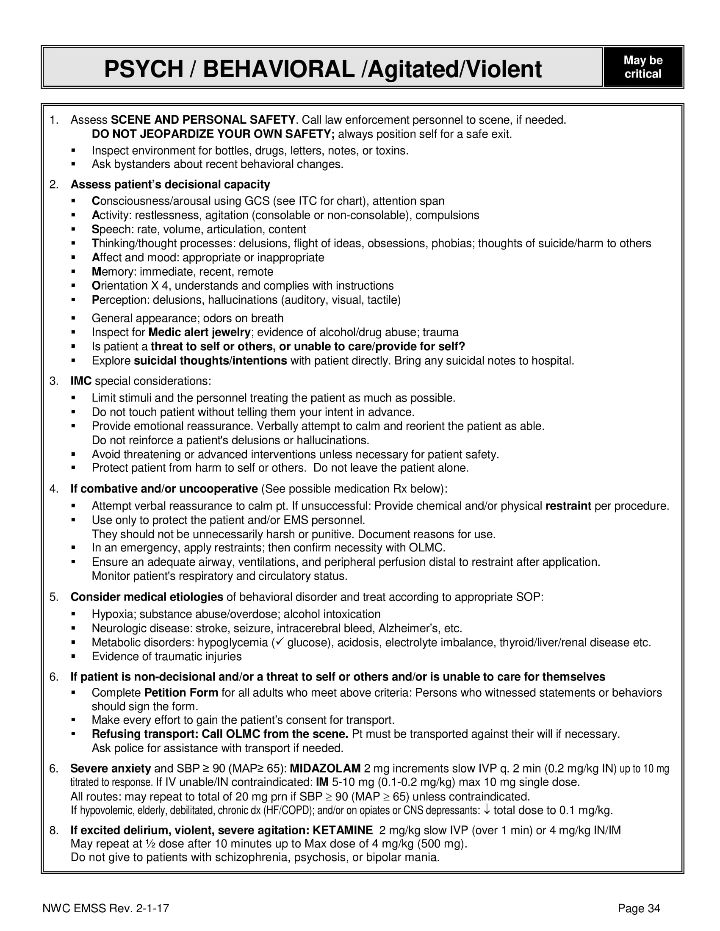 PSYCH / BEHAVIORAL /Agitated/Violent
May be
critical
1. Assess SCENE AND PERSONAL SAFETY. Call law enforcement personnel to scene, if needed.
DO NOT JEOPARDIZE YOUR OWN SAFETY; always position self for a safe exit.
▪ Inspect environment for bottles, drugs, letters, notes, or toxins.
▪ Ask bystanders about recent behavioral changes.
2. Assess patient's decisional capacity
▪ Consciousness/arousal using GCS (see ITC for chart), attention span
▪ Activity: restlessness, agitation (consolable or non-consolable), compulsions
▪ Speech: rate, volume, articulation, content
▪ Thinking/thought processes: delusions, flight of ideas, obsessions, phobias; thoughts of suicide/harm to others
▪ Affect and mood: appropriate or inappropriate
▪ Memory: immediate, recent, remote
▪ Orientation X 4, understands and complies with instructions
▪ Perception: delusions, hallucinations (auditory, visual, tactile)
▪ General appearance; odors on breath
▪ Inspect for Medic alert jewelry; evidence of alcohol/drug abuse; trauma
▪ Is patient a threat to self or others, or unable to care/provide for self?
▪ Explore suicidal thoughts/intentions with patient directly. Bring any suicidal notes to hospital.
3. IMC special considerations:
▪ Limit stimuli and the personnel treating the patient as much as possible.
▪ Do not touch patient without telling them your intent in advance.
▪ Provide emotional reassurance. Verbally attempt to calm and reorient the patient as able.
Do not reinforce a patient's delusions or hallucinations.
▪ Avoid threatening or advanced interventions unless necessary for patient safety.
▪ Protect patient from harm to self or others. Do not leave the patient alone.
4. If combative and/or uncooperative (See possible medication Rx below):
▪ Attempt verbal reassurance to calm pt. If unsuccessful: Provide chemical and/or physical restraint per procedure.
▪ Use only to protect the patient and/or EMS personnel.
They should not be unnecessarily harsh or punitive. Document reasons for use.
▪ In an emergency, apply restraints; then confirm necessity with OLMC.
▪ Ensure an adequate airway, ventilations, and peripheral perfusion distal to restraint after application.
Monitor patient's respiratory and circulatory status.
5. Consider medical etiologies of behavioral disorder and treat according to appropriate SOP:
▪ Hypoxia; substance abuse/overdose; alcohol intoxication
▪ Neurologic disease: stroke, seizure, intracerebral bleed, Alzheimer's, etc.
▪ Metabolic disorders: hypoglycemia (✓ glucose), acidosis, electrolyte imbalance, thyroid/liver/renal disease etc.
▪ Evidence of traumatic injuries
6. If patient is non-decisional and/or a threat to self or others and/or is unable to care for themselves
▪ Complete Petition Form for all adults who meet above criteria: Persons who witnessed statements or behaviors
should sign the form.
▪ Make every effort to gain the patient's consent for transport.
▪ Refusing transport: Call OLMC from the scene. Pt must be transported against their will if necessary.
Ask police for assistance with transport if needed.
6. Severe anxiety and SBP ≥ 90 (MAP≥ 65): MIDAZOLAM 2 mg increments slow IVP q. 2 min (0.2 mg/kg IN) up to 10 mg
titrated to response. If IV unable/IN contraindicated: IM 5-10 mg (0.1-0.2 mg/kg) max 10 mg single dose.
All routes: may repeat to total of 20 mg prn if SBP ≥ 90 (MAP ≥ 65) unless contraindicated.
If hypovolemic, elderly, debilitated, chronic dx (HF/COPD); and/or on opiates or CNS depressants: ↓ total dose to 0.1 mg/kg.
8. If excited delirium, violent, severe agitation: KETAMINE 2 mg/kg slow IVP (over 1 min) or 4 mg/kg IN/IM
May repeat at ½ dose after 10 minutes up to Max dose of 4 mg/kg (500 mg).
Do not give to patients with schizophrenia, psychosis, or bipolar mania.
NWC EMSS Rev. 2-1-17
Page 34